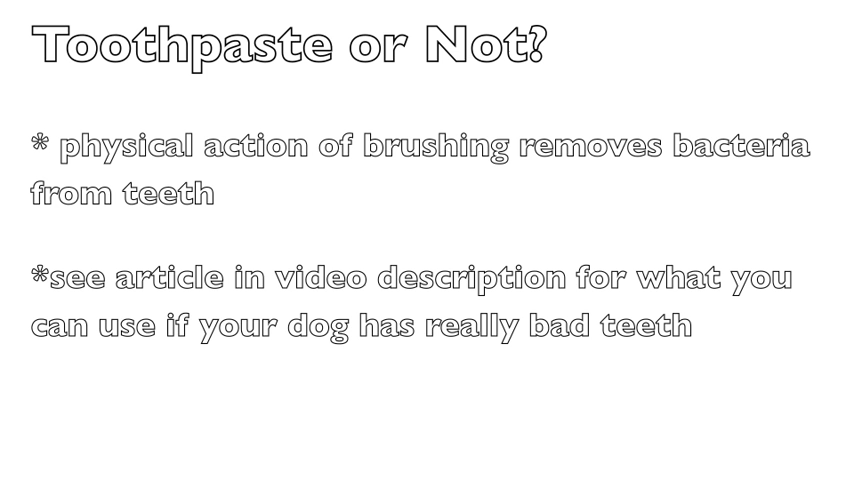 Toothpaste or Not?
* physical action of brushing removes bacteria
from teeth
*see article in video description for what you
can use if your dog has really bad teeth